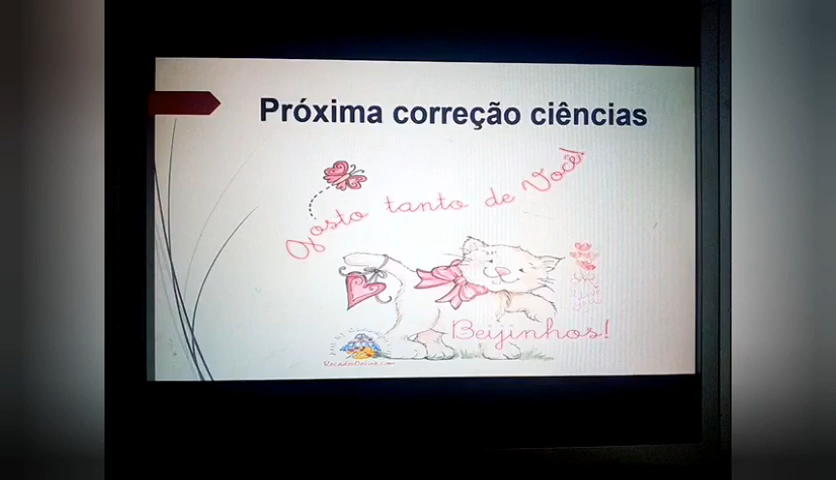 Próxima correção ciências
Gosto tanto de Você!
Beijinhos!